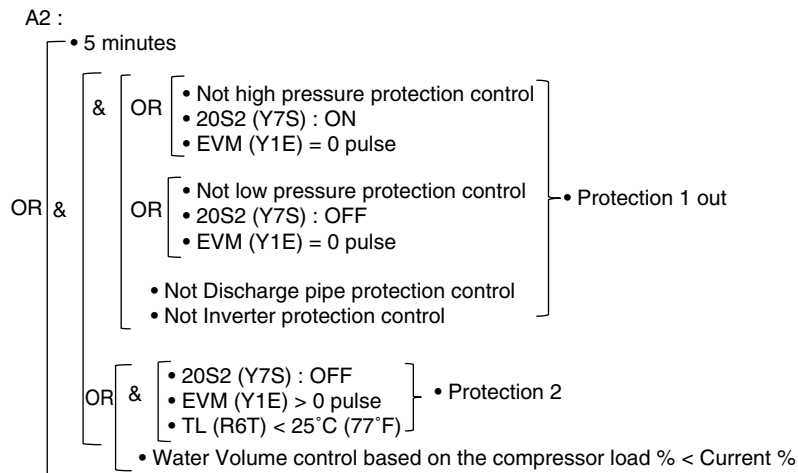 A2 :
• 5 minutes
& OR • Not high pressure protection control
• 20S2 (Y7S) : ON
• EVM (Y1E) = 0 pulse
OR & OR • Not low pressure protection control
• 20S2 (Y7S) : OFF
• EVM (Y1E) = 0 pulse
• Protection 1 out
• Not Discharge pipe protection control
• Not Inverter protection control
OR & • 20S2 (Y7S) : OFF
• EVM (Y1E) > 0 pulse
• TL (R6T) < 25˚C (77˚F)
• Protection 2
• Water Volume control based on the compressor load % < Current %